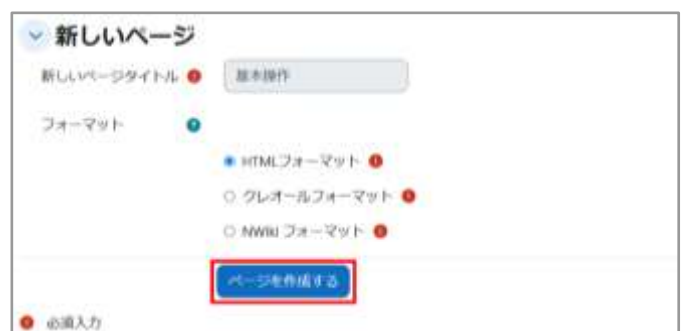 新しいページ
新しいページタイトル
基本操作
フォーマット
HTMLフォーマット
クレオールフォーマット
NWiki フォーマット
ページを作成する
必須入力